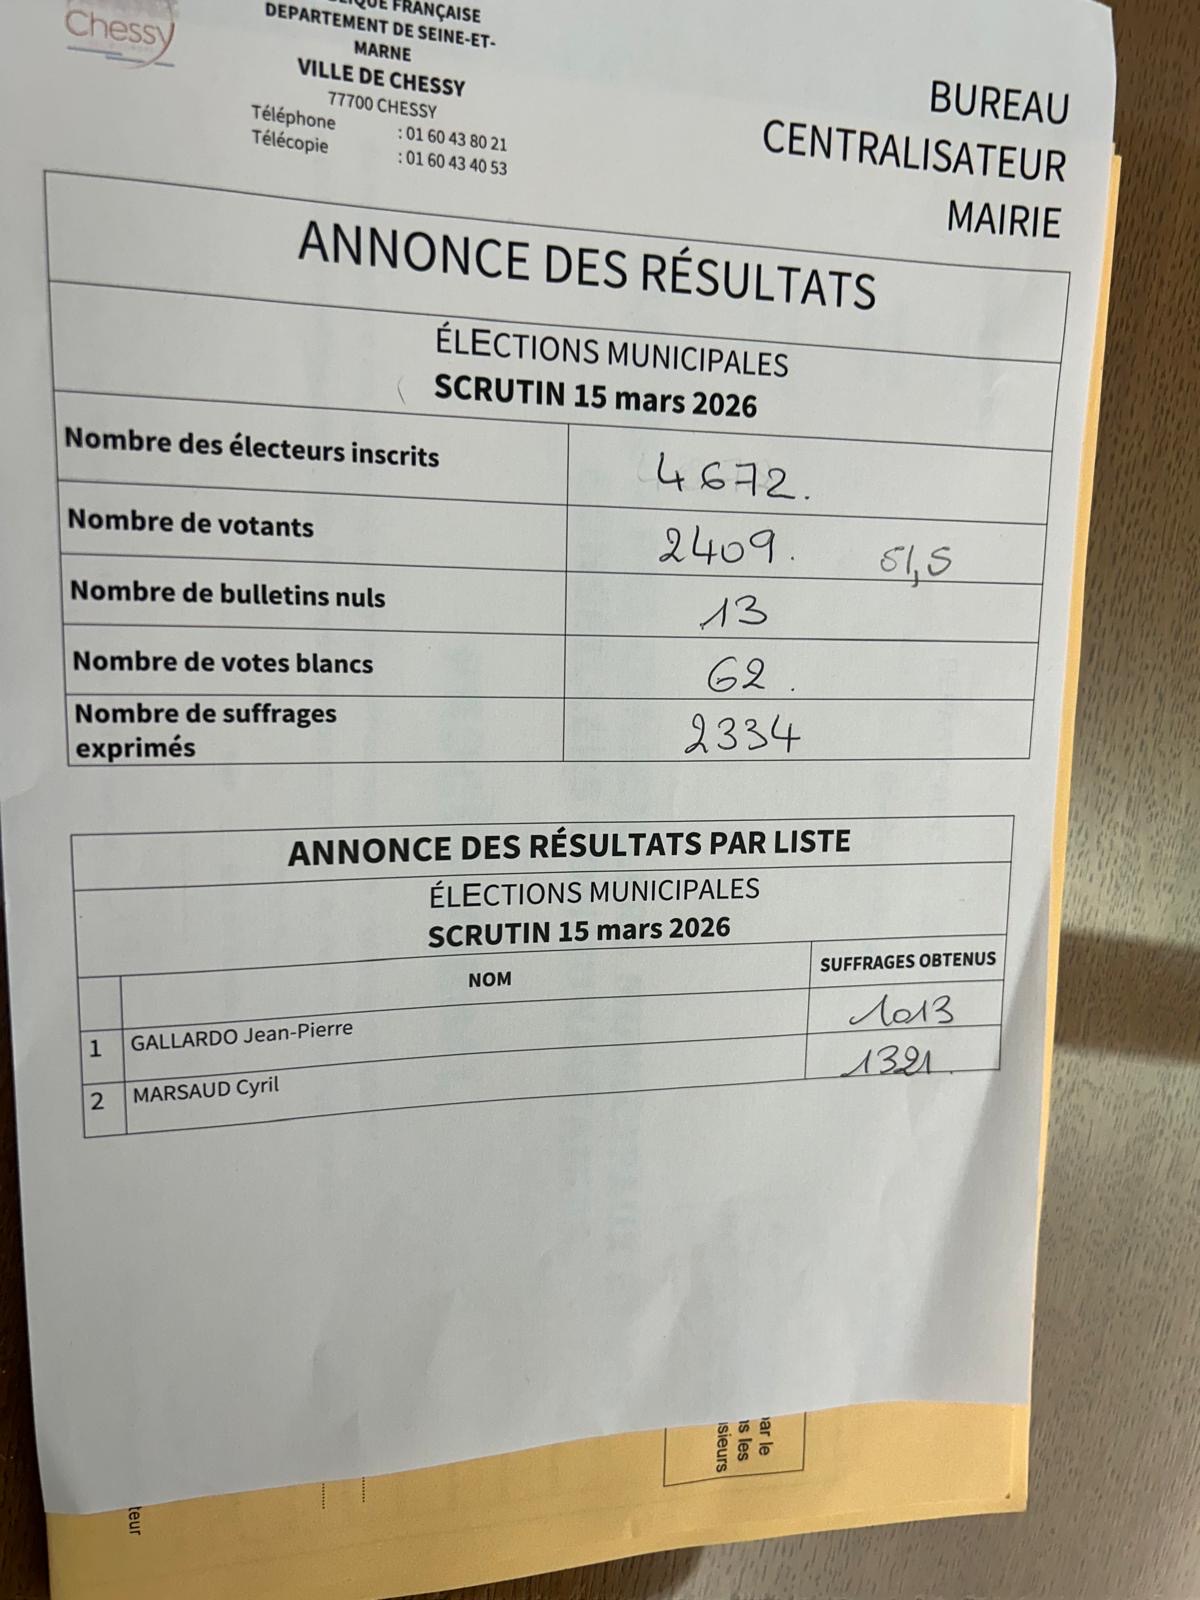 Chessy
FRANÇAISE
DEPARTEMENT DE SEINE-ET-
MARNE
VILLE DE CHESSY
77700 CHESSY
Téléphone : 01 60 43 80 21
Télécopie : 01 60 43 40 53
BUREAU
CENTRALISATEUR
MAIRIE
ANNONCE DES RÉSULTATS
ÉLECTIONS MUNICIPALES
SCRUTIN 15 mars 2026
Nombre des électeurs inscrits 4672.
Nombre de votants 2409. 51,5
Nombre de bulletins nuls 13
Nombre de votes blancs 62.
Nombre de suffrages
exprimés 2334
ANNONCE DES RÉSULTATS PAR LISTE
ÉLECTIONS MUNICIPALES
SCRUTIN 15 mars 2026
NOM SUFFRAGES OBTENUS
1 GALLARDO Jean-Pierre 1013
2 MARSAUD Cyril 1321.
par le
les